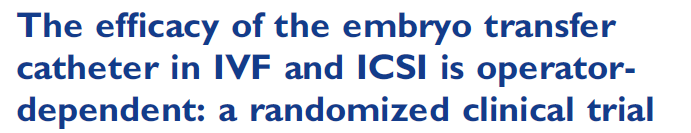 The efficacy of the embryo transfer
catheter in IVF and ICSI is operator-
dependent: a randomized clinical trial